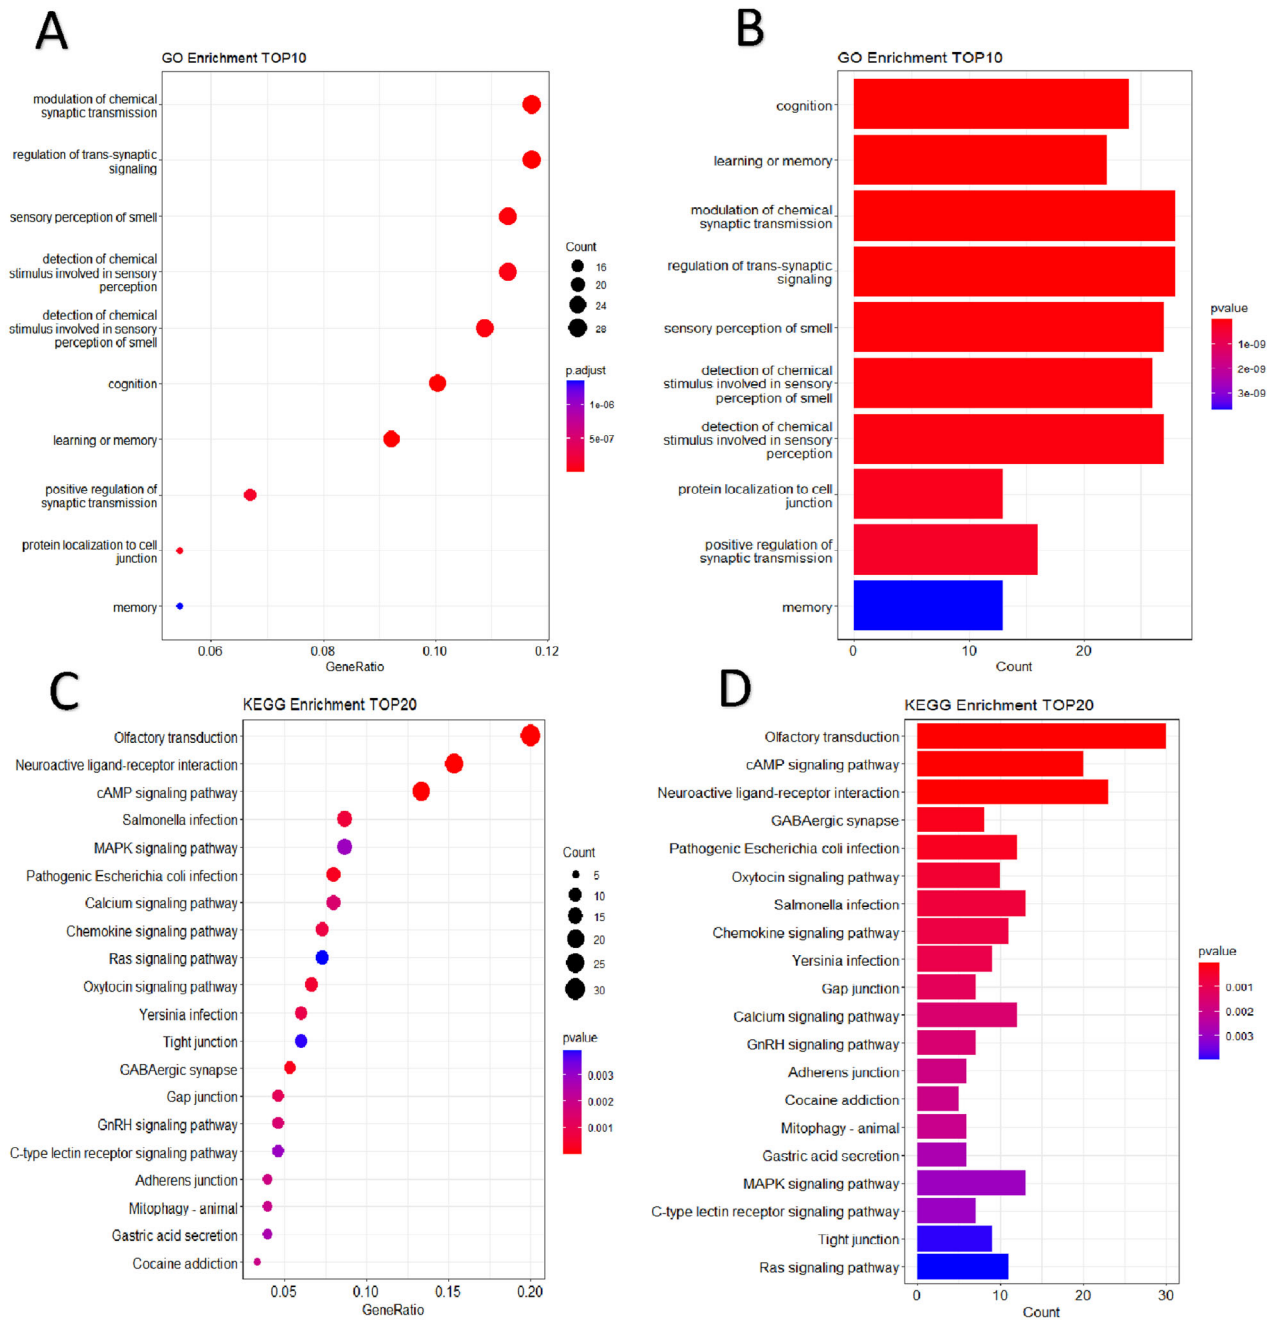 A
GO Enrichment TOP10
modulation of chemical
synaptic transmission
regulation of trans-synaptic
signaling
sensory perception of smell
detection of chemical
stimulus involved in sensory
perception
detection of chemical
stimulus involved in sensory
perception of smell
cognition
learning or memory
positive regulation of
synaptic transmission
protein localization to cell
junction
memory
0.06 0.08 0.10 0.12
GeneRatio
Count
16
20
24
28
p.adjust
1e-06
5e-07
B
GO Enrichment TOP10
cognition
learning or memory
modulation of chemical
synaptic transmission
regulation of trans-synaptic
signaling
sensory perception of smell
detection of chemical
stimulus involved in sensory
perception of smell
detection of chemical
stimulus involved in sensory
perception
protein localization to cell
junction
positive regulation of
synaptic transmission
memory
0 10 20
Count
pvalue
1e-09
2e-09
3e-09
C
KEGG Enrichment TOP20
Olfactory transduction
Neuroactive ligand-receptor interaction
cAMP signaling pathway
Salmonella infection
MAPK signaling pathway
Pathogenic Escherichia coli infection
Calcium signaling pathway
Chemokine signaling pathway
Ras signaling pathway
Oxytocin signaling pathway
Yersinia infection
Tight junction
GABAergic synapse
Gap junction
GnRH signaling pathway
C-type lectin receptor signaling pathway
Adherens junction
Mitophagy - animal
Gastric acid secretion
Cocaine addiction
0.05 0.10 0.15 0.20
GeneRatio
Count
5
10
15
20
25
30
pvalue
0.003
0.002
0.001
D
KEGG Enrichment TOP20
Olfactory transduction
cAMP signaling pathway
Neuroactive ligand-receptor interaction
GABAergic synapse
Pathogenic Escherichia coli infection
Oxytocin signaling pathway
Salmonella infection
Chemokine signaling pathway
Yersinia infection
Gap junction
Calcium signaling pathway
GnRH signaling pathway
Adherens junction
Cocaine addiction
Mitophagy - animal
Gastric acid secretion
MAPK signaling pathway
C-type lectin receptor signaling pathway
Tight junction
Ras signaling pathway
0 10 20 30
Count
pvalue
0.001
0.002
0.003